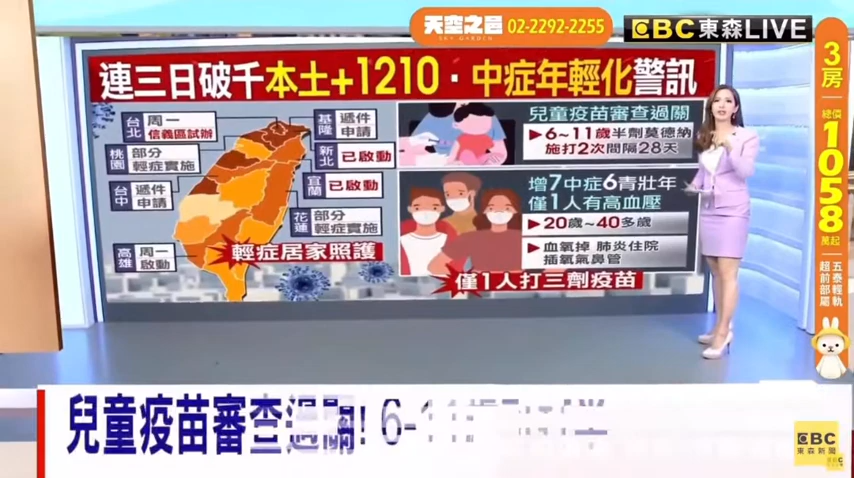 天空之邑 02-2292-2255
SKY GARDEN
EBC 東森LIVE
連三日破千本土+1210．中症年輕化警訊
台北 周一
信義區試辦
基隆 遞件申請
桃園 部分
輕症實施
新北 已啟動
台中 遞件
申請
宜蘭 已啟動
花蓮 部分
輕症實施
高雄 周一
啟動
輕症居家照護
兒童疫苗審查過關
▶6~11歲半劑莫德納
施打2次間隔28天
增7中症6青壯年
僅1人有高血壓
▶20歲~40多歲
▶血氧掉 肺炎住院
插氧氣鼻管
僅1人打三劑疫苗
3房
總價
1058
萬起
五泰輕軌
超前部屬
兒童疫苗審查過關! 6-1
EBC
東森新聞